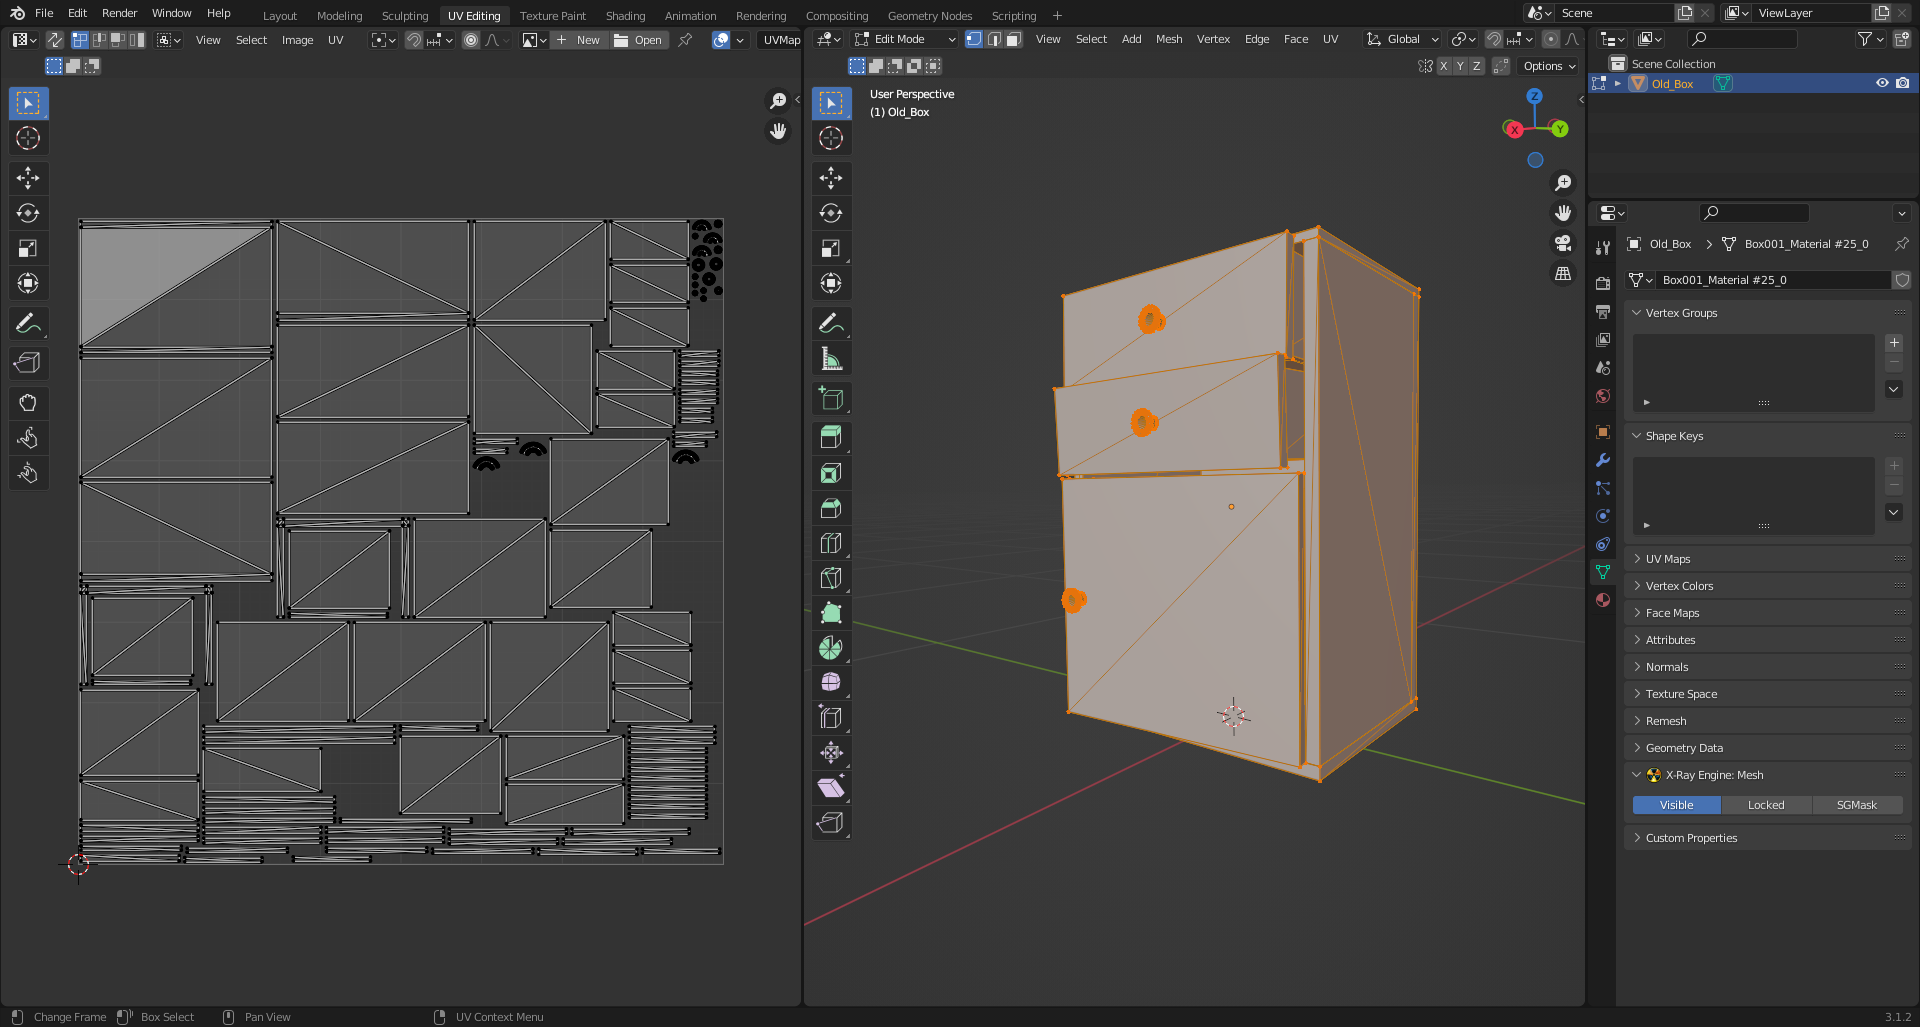 File Edit Render Window Help Layout Modeling Sculpting UV Editing Texture Paint Shading Animation Rendering Compositing Geometry Nodes Scripting + Scene ViewLayer
View Select Image UV New Open UVMap Edit Mode View Select Add Mesh Vertex Edge Face UV Global
X Y Z Options
Scene Collection
Old_Box
User Perspective
(1) Old_Box
Z
X
Y
Old_Box Box001_Material #25_0
Box001_Material #25_0
Vertex Groups
Shape Keys
UV Maps
Vertex Colors
Face Maps
Attributes
Normals
Texture Space
Remesh
Geometry Data
X-Ray Engine: Mesh
Visible Locked SGMask
Custom Properties
Change Frame Box Select Pan View UV Context Menu 3.1.2